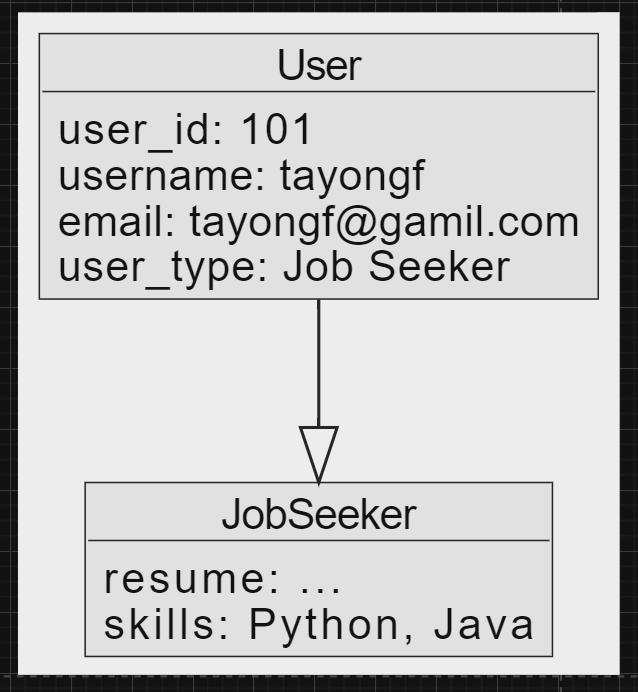 User
user_id: 101
username: tayongf
email: tayongf@gamil.com
user_type: Job Seeker
JobSeeker
resume: ...
skills: Python, Java